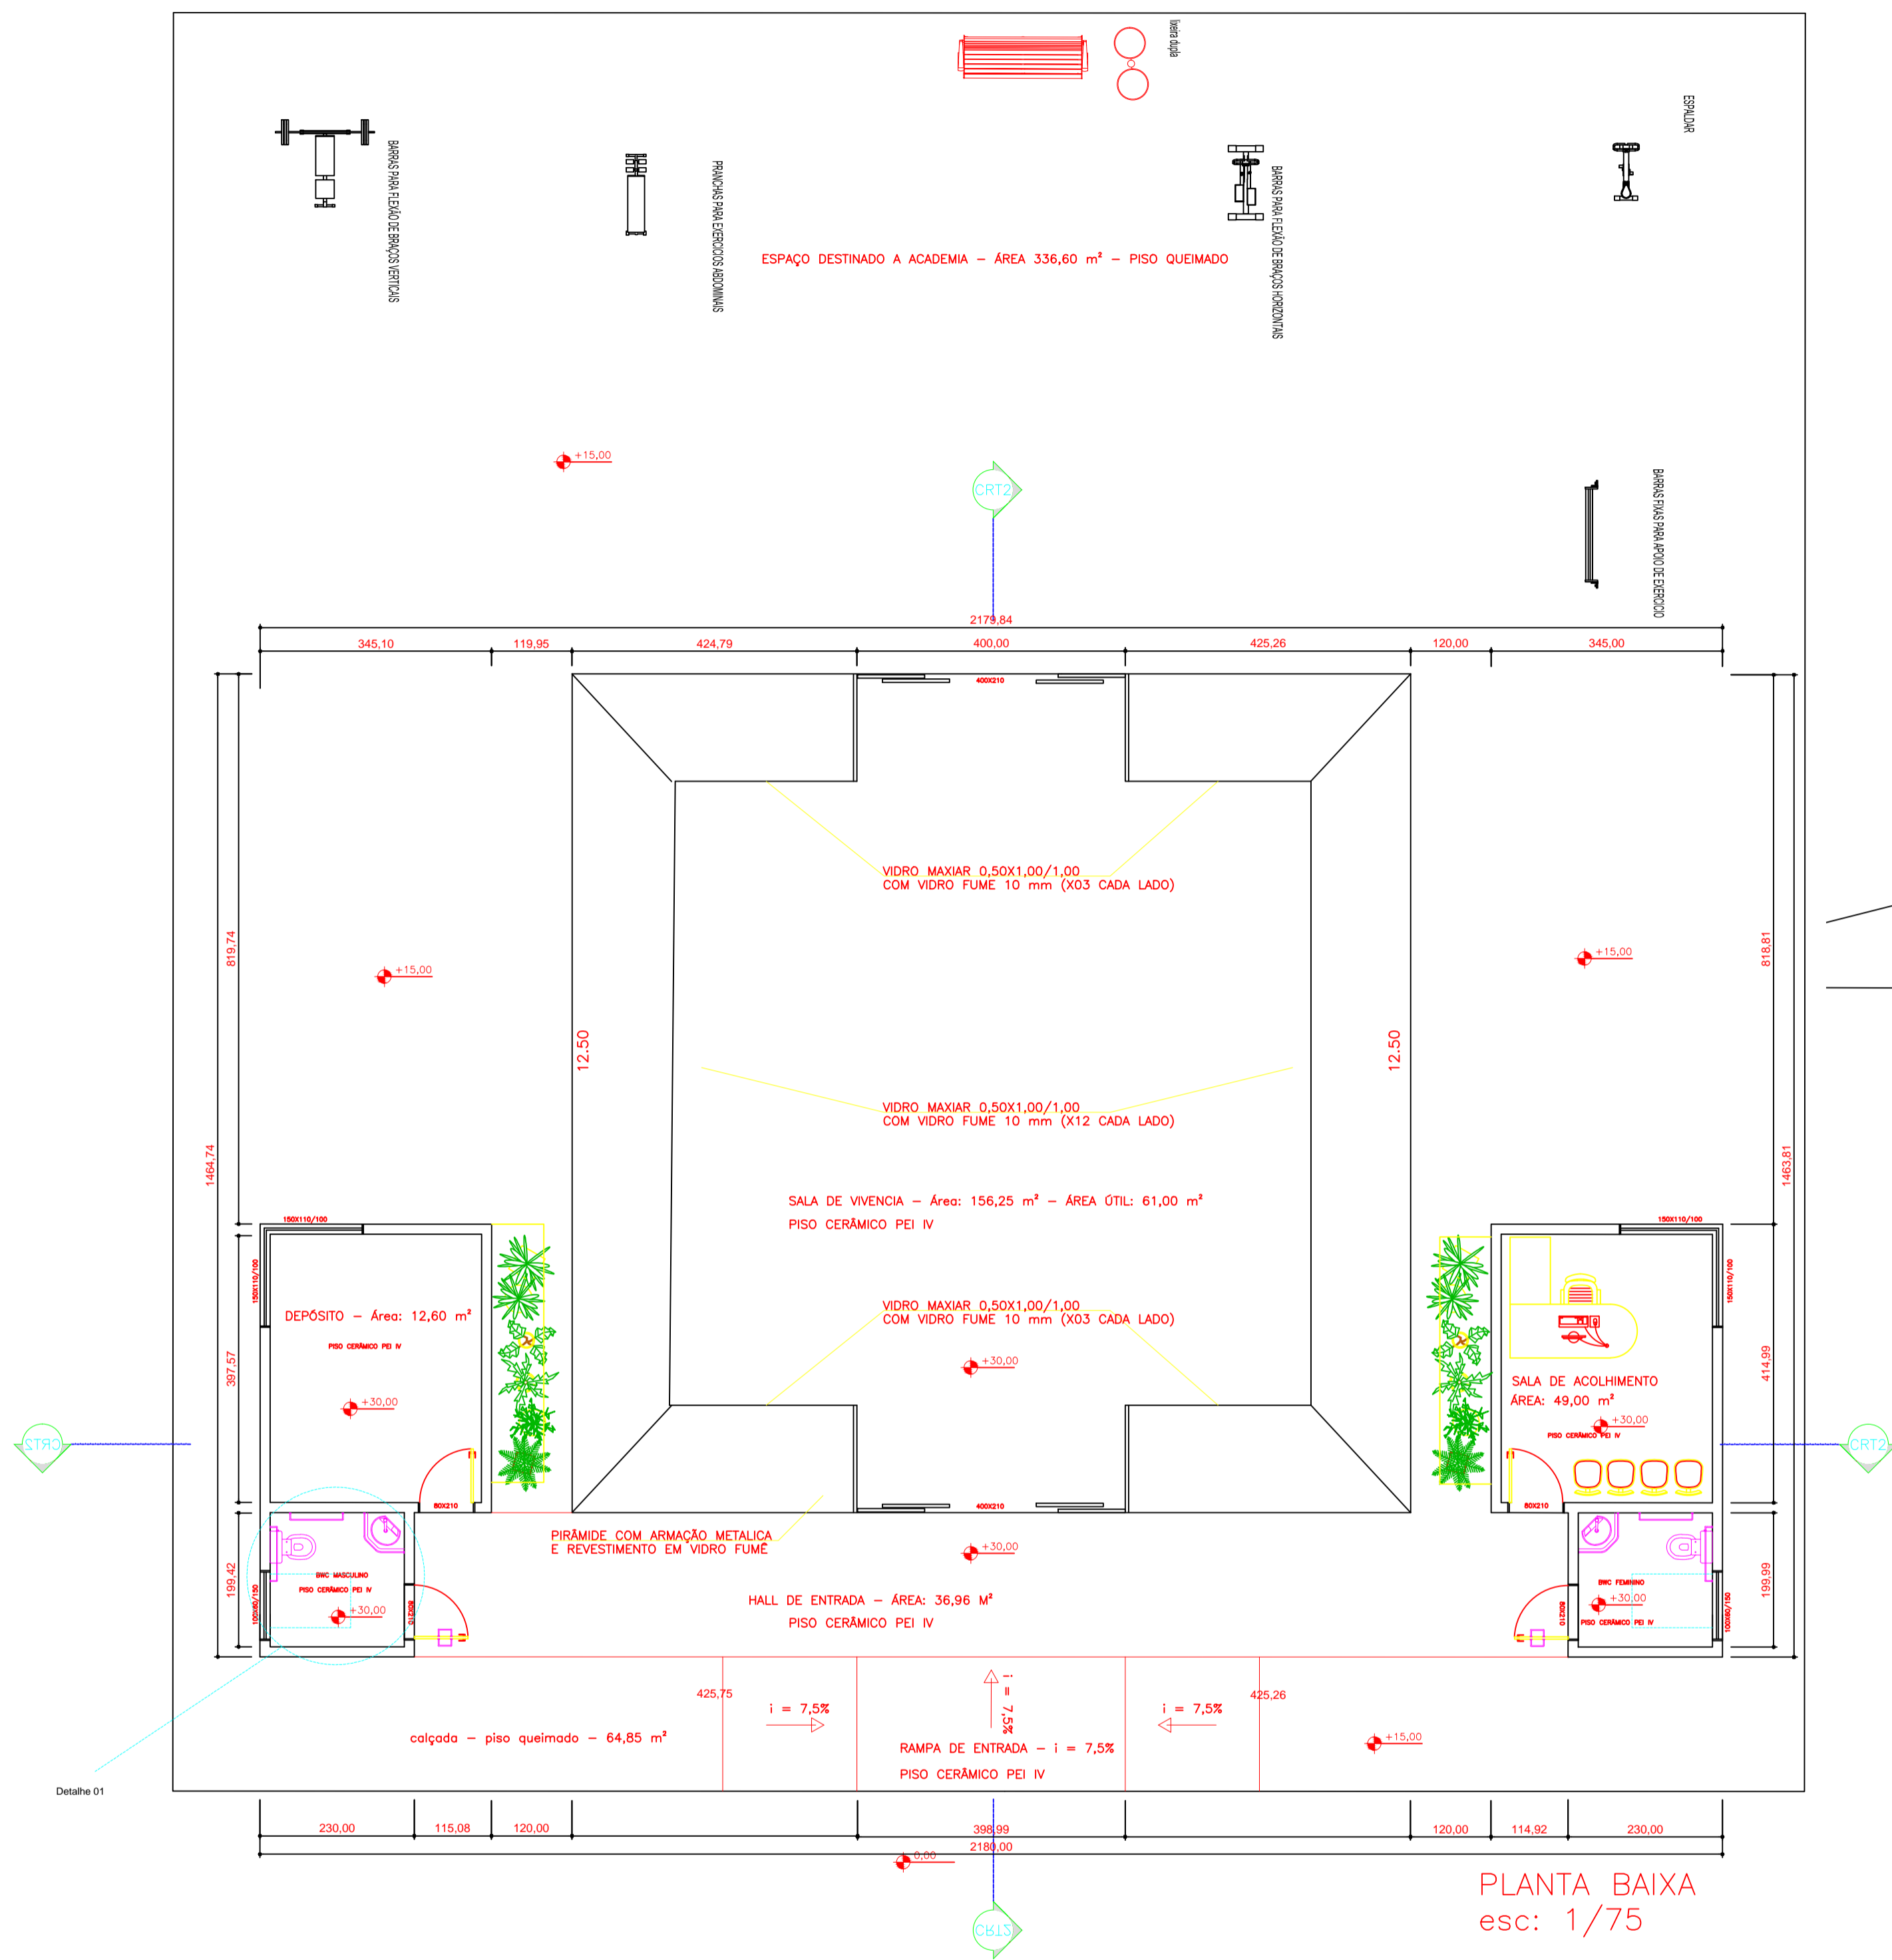 lixeira dupla
ESPALDAR
BARRAS PARA FLEXÃO DE BRAÇOS VERTICAIS
PRANCHAS PARA EXERCICIOS ABDOMINAIS
BARRAS PARA FLEXÃO DE BRAÇOS HORIZONTAIS
ESPAÇO DESTINADO A ACADEMIA – ÁREA 336,60 m² – PISO QUEIMADO
+15,00
CRT2
BARRAS FIXAS PARA APOIO DE EXERCICIO
2179,84
345,10
119,95
424,79
400,00
425,26
120,00
345,00
400X210
VIDRO MAXIAR 0,50X1,00/1,00
COM VIDRO FUME 10 mm (X03 CADA LADO)
819,74
818,81
+15,00
+15,00
12.50
12.50
VIDRO MAXIAR 0,50X1,00/1,00
COM VIDRO FUME 10 mm (X12 CADA LADO)
1464,74
1463,81
SALA DE VIVENCIA – Área: 156,25 m² – ÁREA ÚTIL: 61,00 m²
PISO CERÂMICO PEI IV
150X110/100
150X110/100
150X110/100
150X110/100
VIDRO MAXIAR 0,50X1,00/1,00
COM VIDRO FUME 10 mm (X03 CADA LADO)
DEPÓSITO – Área: 12,60 m²
PISO CERÂMICO PEI IV
397,57
414,99
+30,00
+30,00
SALA DE ACOLHIMENTO
ÁREA: 49,00 m²
+30,00
PISO CERÂMICO PEI IV
CRT2
CRT2
80X210
400X210
80X210
PIRÂMIDE COM ARMAÇÃO METALICA
E REVESTIMENTO EM VIDRO FUMÊ
+30,00
199,42
199,99
BWC MASCULINO
PISO CERÂMICO PEI IV
+30,00
100X60/150
80X210
HALL DE ENTRADA – ÁREA: 36,96 M²
PISO CERÂMICO PEI IV
80X210
BWC FEMININO
+30,00
PISO CERÂMICO PEI IV
100X60/150
425,75
i = 7,5%
i = 7,5%
i = 7,5%
425,26
calçada – piso queimado – 64,85 m²
RAMPA DE ENTRADA – i = 7,5%
PISO CERÂMICO PEI IV
+15,00
Detalhe 01
230,00
115,08
120,00
398,99
120,00
114,92
230,00
2180,00
0,00
CRT2
PLANTA BAIXA
esc: 1/75